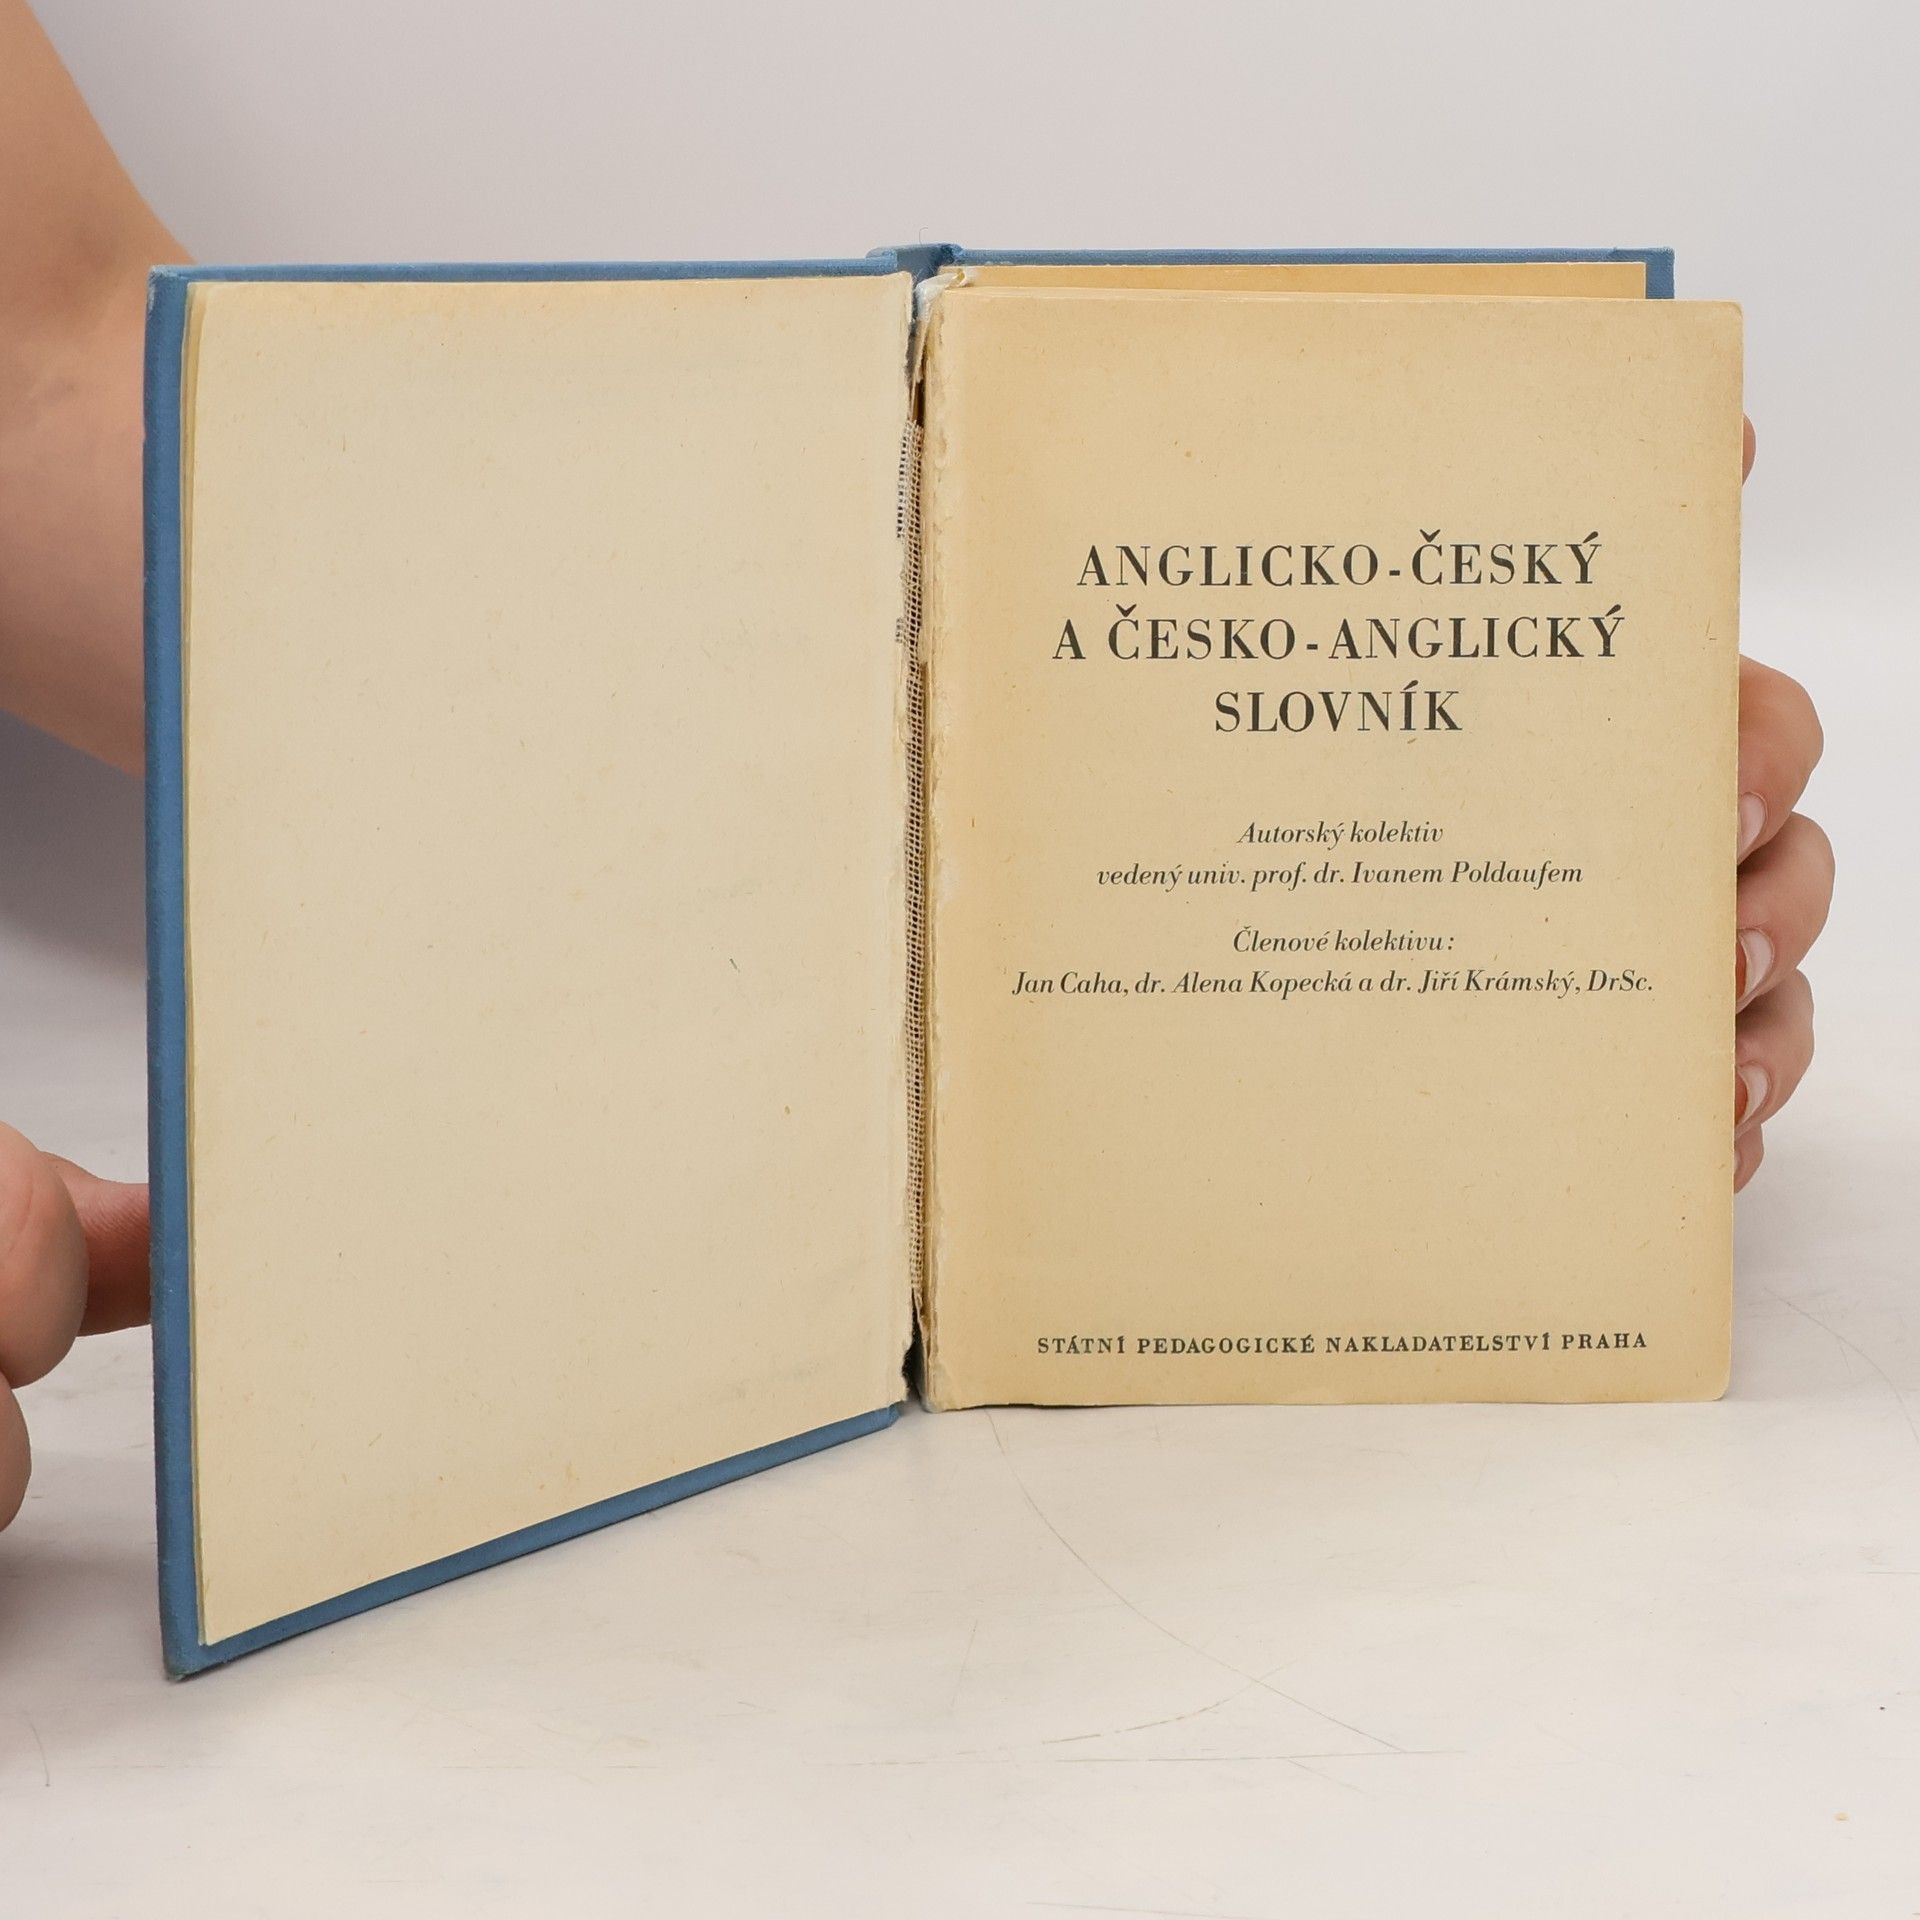 ANGLICKO-ČESKÝ
A ČESKO-ANGLICKÝ
SLOVNÍK
Autorský kolektiv
vedený univ. prof. dr. Ivanem Poldaufem
Členové kolektivu:
Jan Caha, dr. Alena Kopecká a dr. Jiří Krámský, DrSc.
STÁTNÍ PEDAGOGICKÉ NAKLADATELSTVÍ PRAHA